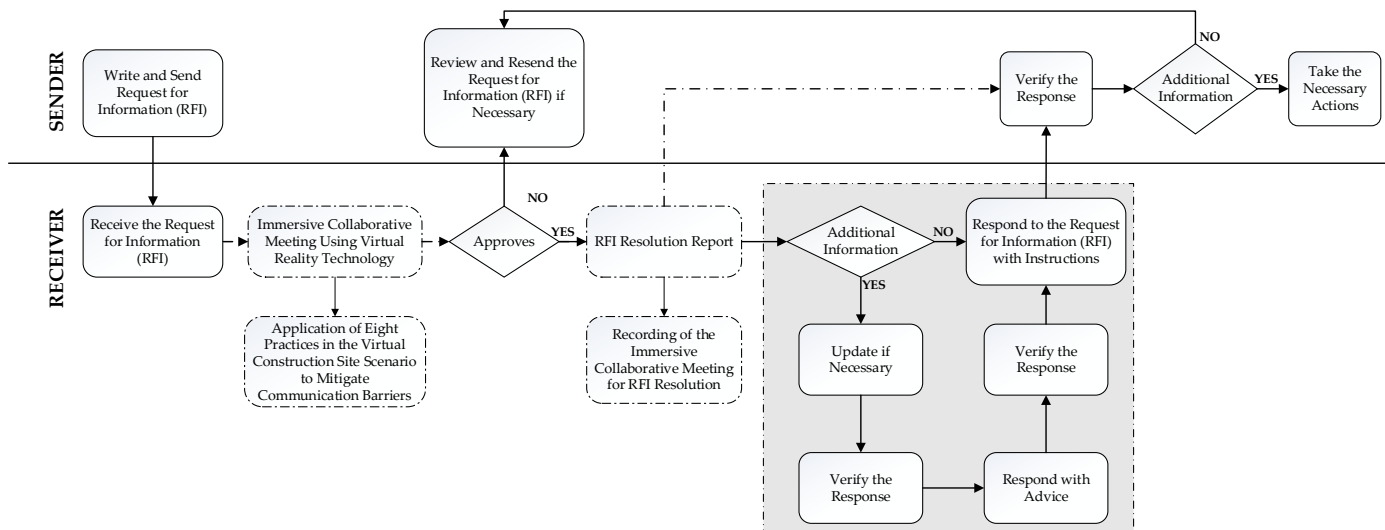 SENDER
Write and Send
Request for
Information (RFI)
Review and Resend the
Request for
Information (RFI) if
Necessary
Verify the
Response
NO
Additional
Information
YES
Take the
Necessary
Actions
RECEIVER
Receive the Request
for Information
(RFI)
Immersive Collaborative
Meeting Using Virtual
Reality Technology
NO
Approves
YES
RFI Resolution Report
Additional
Information
NO
YES
Respond to the Request
for Information (RFI)
with Instructions
Application of Eight
Practices in the Virtual
Construction Site Scenario
to Mitigate
Communication Barriers
Recording of the
Immersive
Collaborative Meeting
for RFI Resolution
Update if
Necessary
Verify the
Response
Verify the
Response
Respond with
Advice